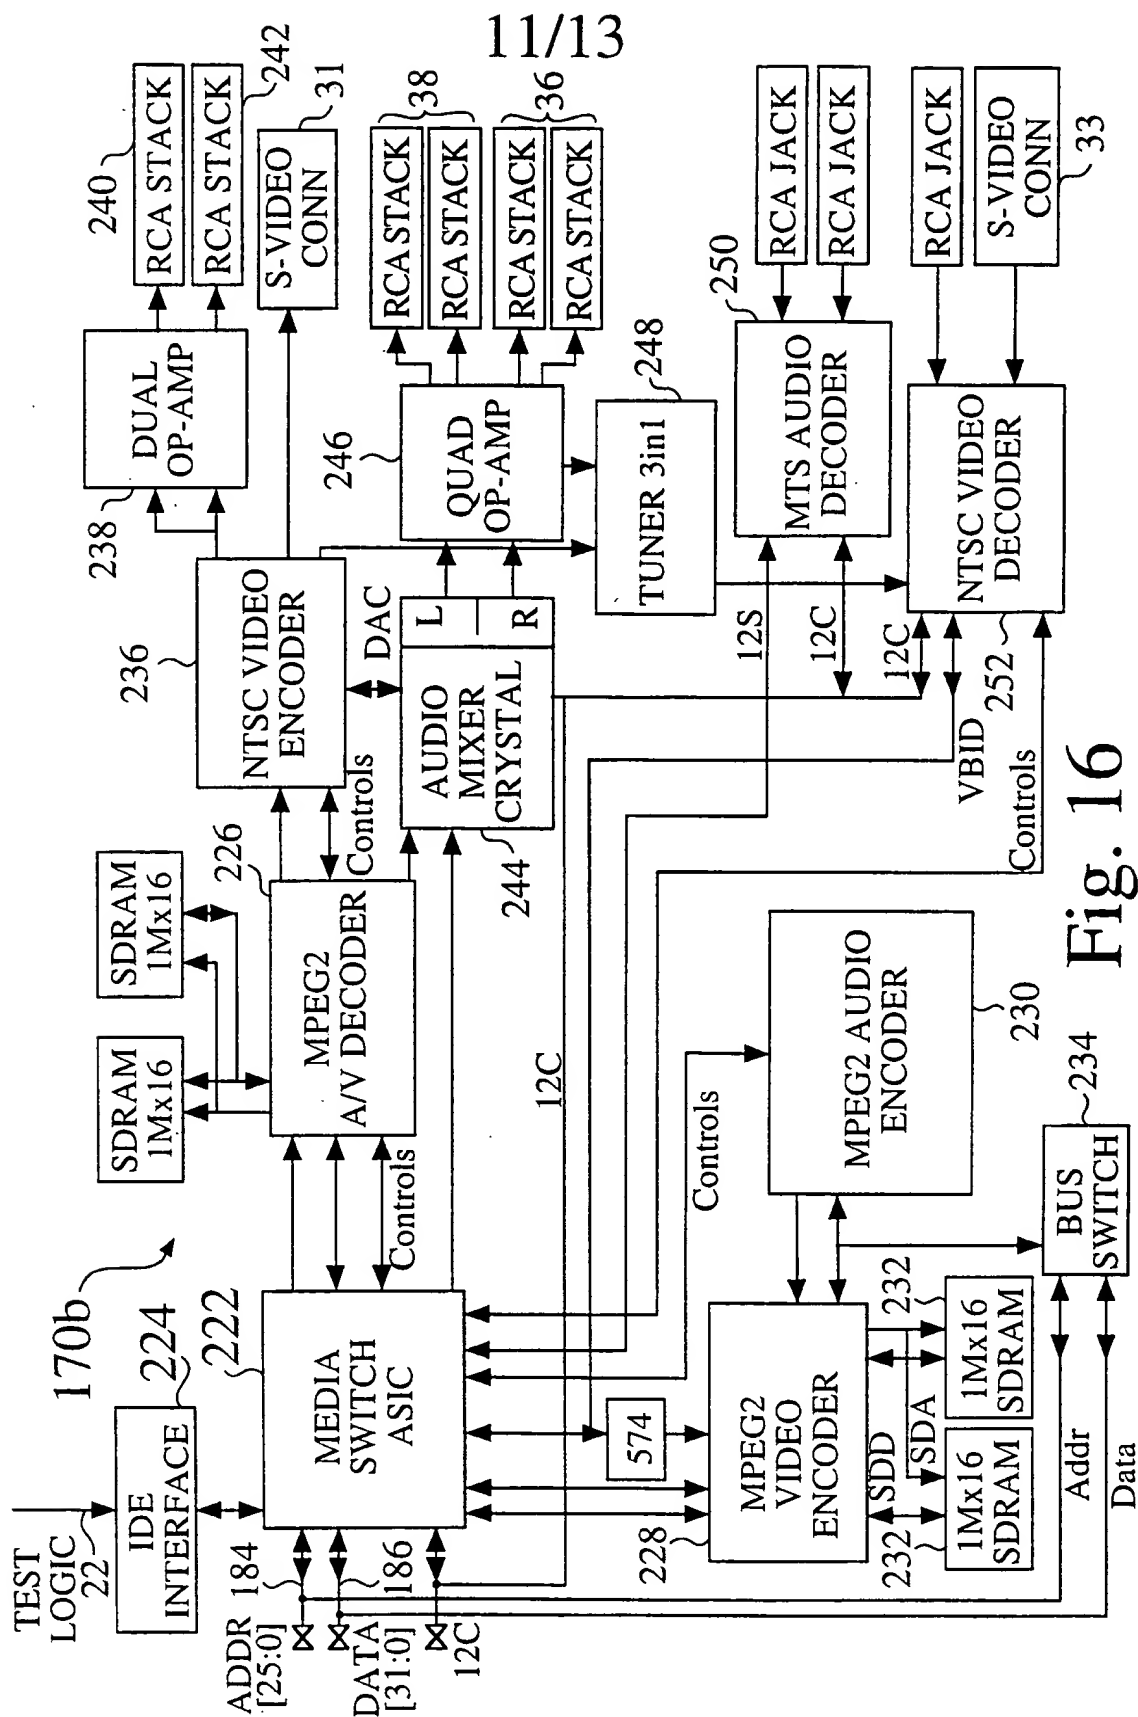 11/13
170b
TEST
LOGIC
22
IDE
INTERFACE
224
222
MEDIA
SWITCH
ASIC
ADDR
[25:0]
184
DATA
[31:0]
186
12C
SDRAM
1Mx16
SDRAM
1Mx16
226
MPEG2
A/V DECODER
Controls
Controls
236
NTSC VIDEO
ENCODER
DAC
238
DUAL
OP-AMP
240
RCA STACK
RCA STACK
242
S-VIDEO
CONN
31
AUDIO
MIXER
CRYSTAL
L
R
244
246
QUAD
OP-AMP
RCA STACK
RCA STACK
38
RCA STACK
RCA STACK
36
TUNER 3in1
248
12C
12S
12C
12C
250
MTS AUDIO
DECODER
RCA JACK
RCA JACK
RCA JACK
S-VIDEO
CONN
33
NTSC VIDEO
DECODER
252
VBID
Controls
Controls
574
228
MPEG2
VIDEO
ENCODER
MPEG2 AUDIO
ENCODER
230
SDD
SDA
232
1Mx16
SDRAM
232
1Mx16
SDRAM
BUS
SWITCH
234
Addr
Data
Fig. 16